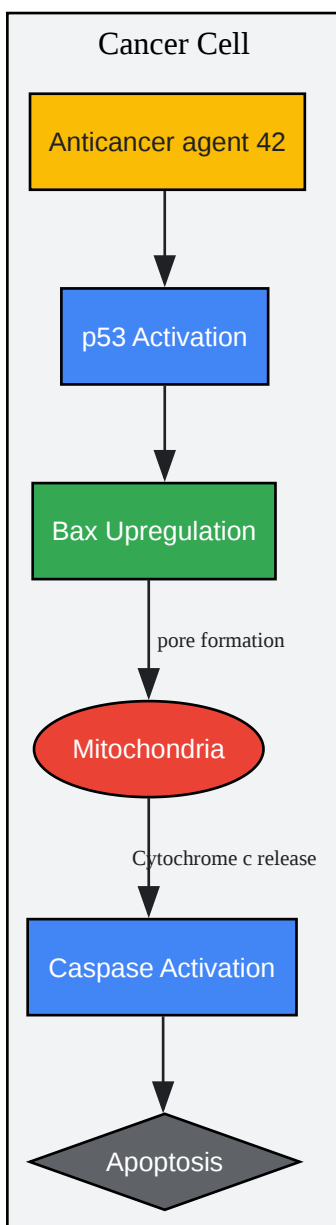 Cancer Cell
Anticancer agent 42
p53 Activation
Bax Upregulation
pore formation
Mitochondria
Cytochrome c release
Caspase Activation
Apoptosis